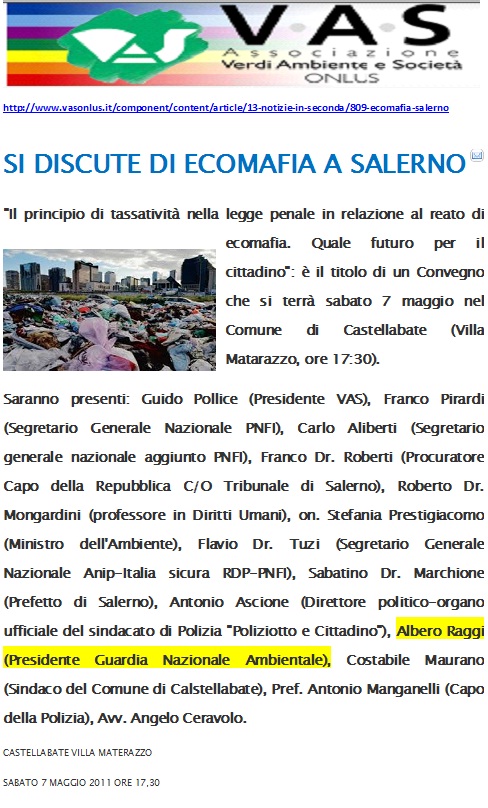 V·A·S
Associazione
Verdi Ambiente e Società
ONLUS
http://www.vasonlus.it/component/content/article/13-notizie-in-seconda/809-ecomafia-salerno
SI DISCUTE DI ECOMAFIA A SALERNO
"Il principio di tassatività nella legge penale in relazione al reato di
ecomafia. Quale futuro per il
cittadino": è il titolo di un Convegno
che si terrà sabato 7 maggio nel
Comune di Castellabate (Villa
Matarazzo, ore 17:30).
Saranno presenti: Guido Pollice (Presidente VAS), Franco Pirardi
(Segretario Generale Nazionale PNFI), Carlo Aliberti (Segretario
generale nazionale aggiunto PNFI), Franco Dr. Roberti (Procuratore
Capo della Repubblica C/O Tribunale di Salerno), Roberto Dr.
Mongardini (professore in Diritti Umani), on. Stefania Prestigiacomo
(Ministro dell'Ambiente), Flavio Dr. Tuzi (Segretario Generale
Nazionale Anip-Italia sicura RDP-PNFI), Sabatino Dr. Marchione
(Prefetto di Salerno), Antonio Ascione (Direttore politico-organo
ufficiale del sindacato di Polizia "Poliziotto e Cittadino"), Albero Raggi
(Presidente Guardia Nazionale Ambientale), Costabile Maurano
(Sindaco del Comune di Calstellabate), Pref. Antonio Manganelli (Capo
della Polizia), Avv. Angelo Ceravolo.
CASTELLABATE VILLA MATERAZZO
SABATO 7 MAGGIO 2011 ORE 17,30